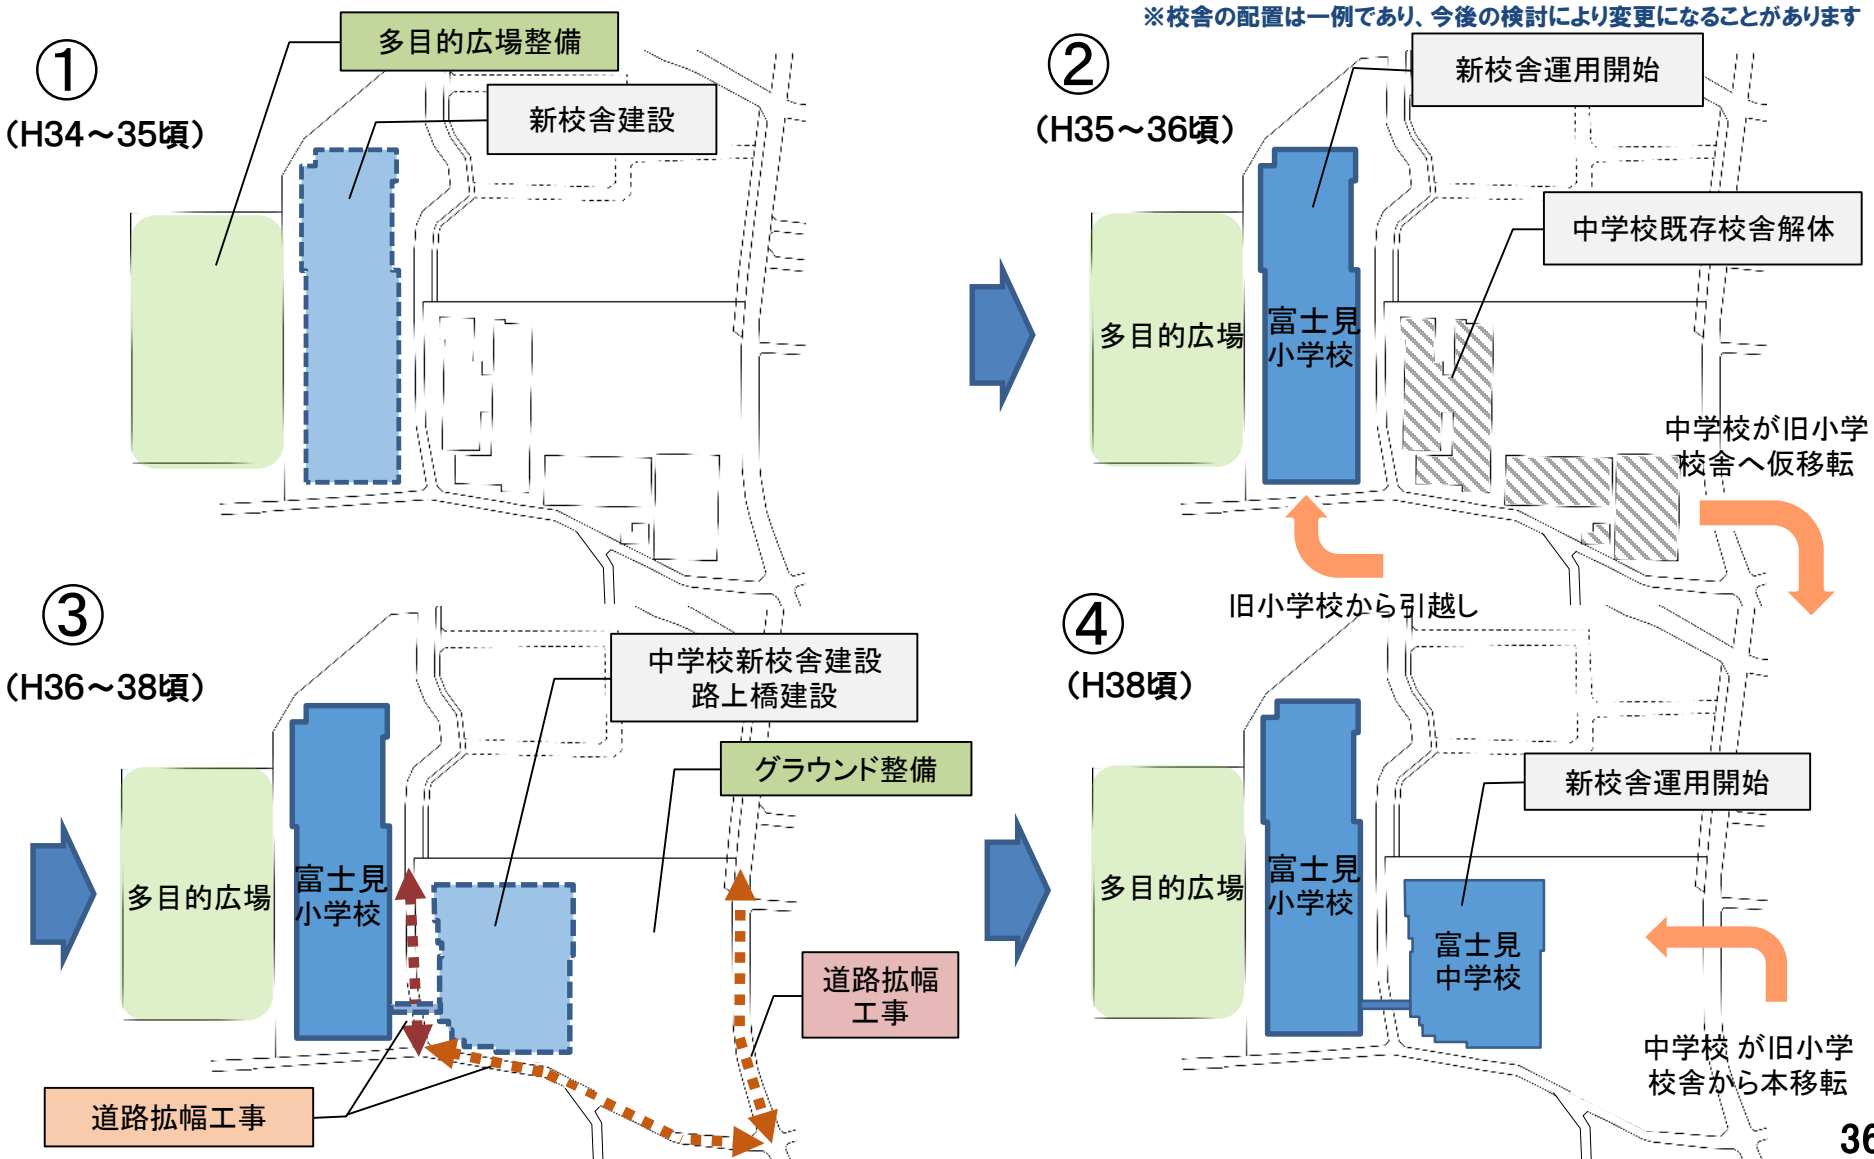 ※校舎の配置は一例であり、今後の検討により変更になることがあります
①
（H34～35頃）
多目的広場整備
新校舎建設
②
（H35～36頃）
新校舎運用開始
中学校既存校舎解体
多目的広場
富士見
小学校
中学校が旧小学
校舎へ仮移転
旧小学校から引越し
③
（H36～38頃）
中学校新校舎建設
路上橋建設
グラウンド整備
多目的広場
富士見
小学校
道路拡幅
工事
道路拡幅工事
④
（H38頃）
新校舎運用開始
多目的広場
富士見
小学校
富士見
中学校
中学校 が旧小学
校舎から本移転
36